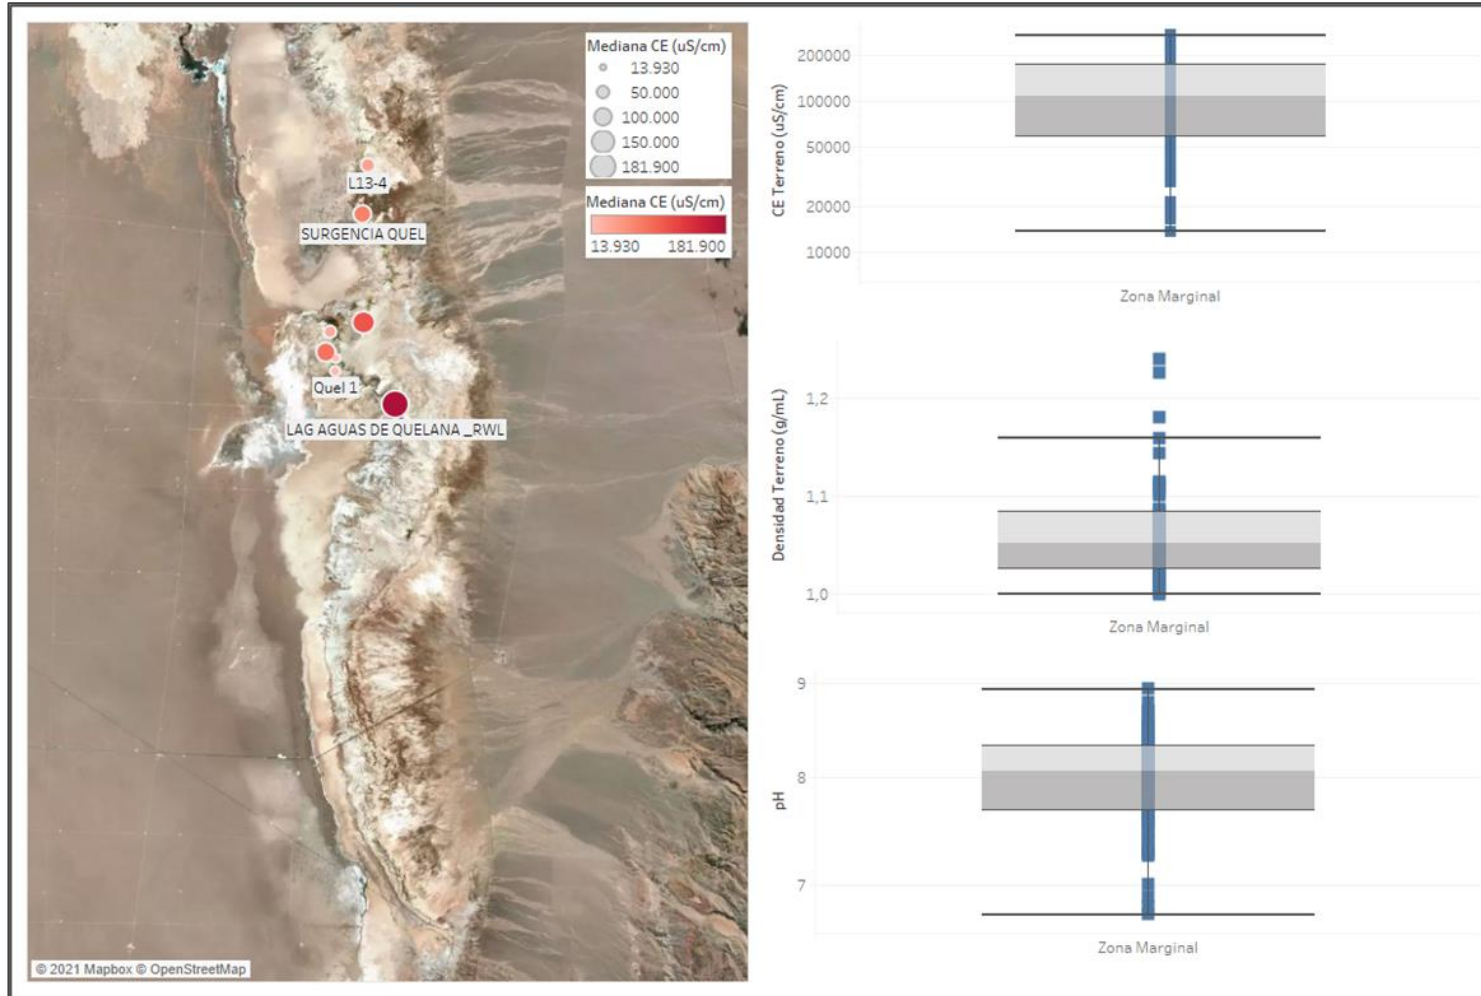 Mediana CE (uS/cm)
13.930
50.000
100.000
150.000
181.900
Mediana CE (uS/cm)
13.930 181.900
L13-4
SURGENCIA QUEL
Quel 1
LAG AGUAS DE QUELANA _RWL
© 2021 Mapbox © OpenStreetMap
CE Terreno (uS/cm)
200000
100000
50000
20000
10000
Zona Marginal
Densidad Terreno (g/mL)
1,2
1,1
1,0
Zona Marginal
pH
9
8
7
Zona Marginal